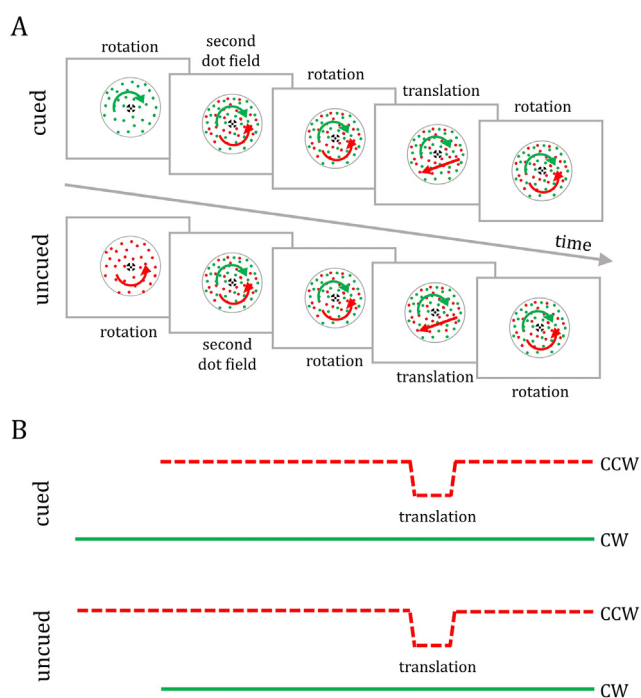 A
rotation
second
dot field
rotation
translation
rotation
cued
time
uncued
rotation
second
dot field
rotation
translation
rotation
B
cued
CCW
translation
CW
uncued
CCW
translation
CW